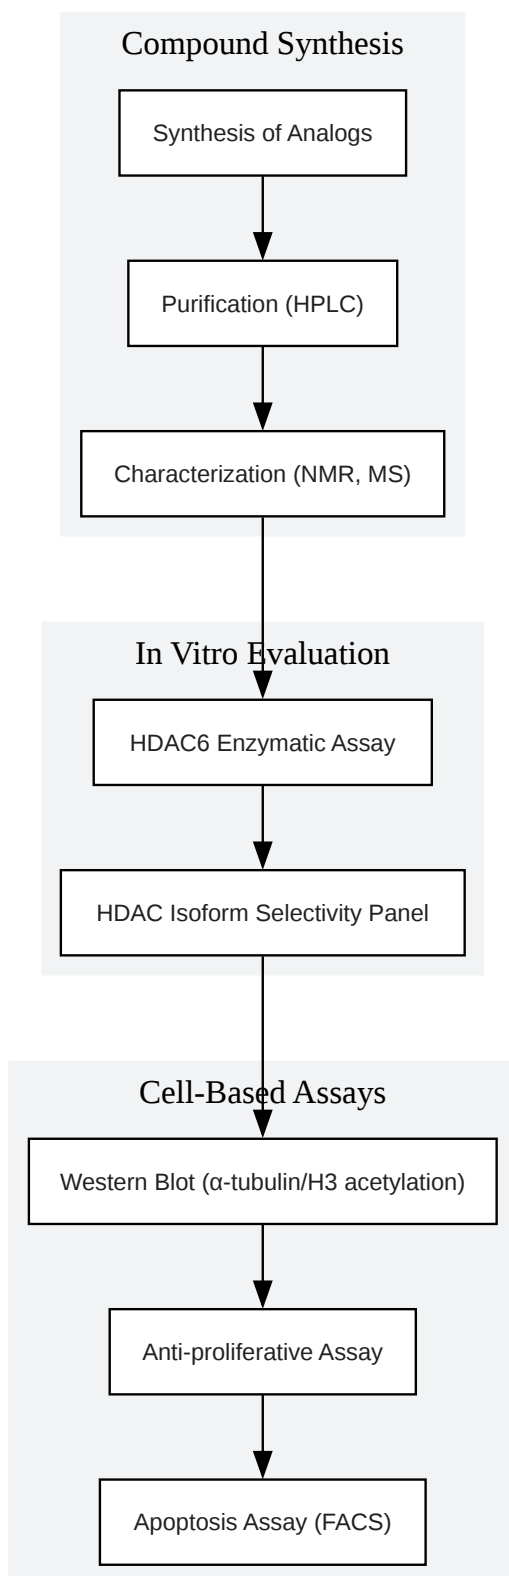 Compound Synthesis
Synthesis of Analogs
Purification (HPLC)
Characterization (NMR, MS)
In Vitro Evaluation
HDAC6 Enzymatic Assay
HDAC Isoform Selectivity Panel
Cell-Based Assays
Western Blot (α-tubulin/H3 acetylation)
Anti-proliferative Assay
Apoptosis Assay (FACS)